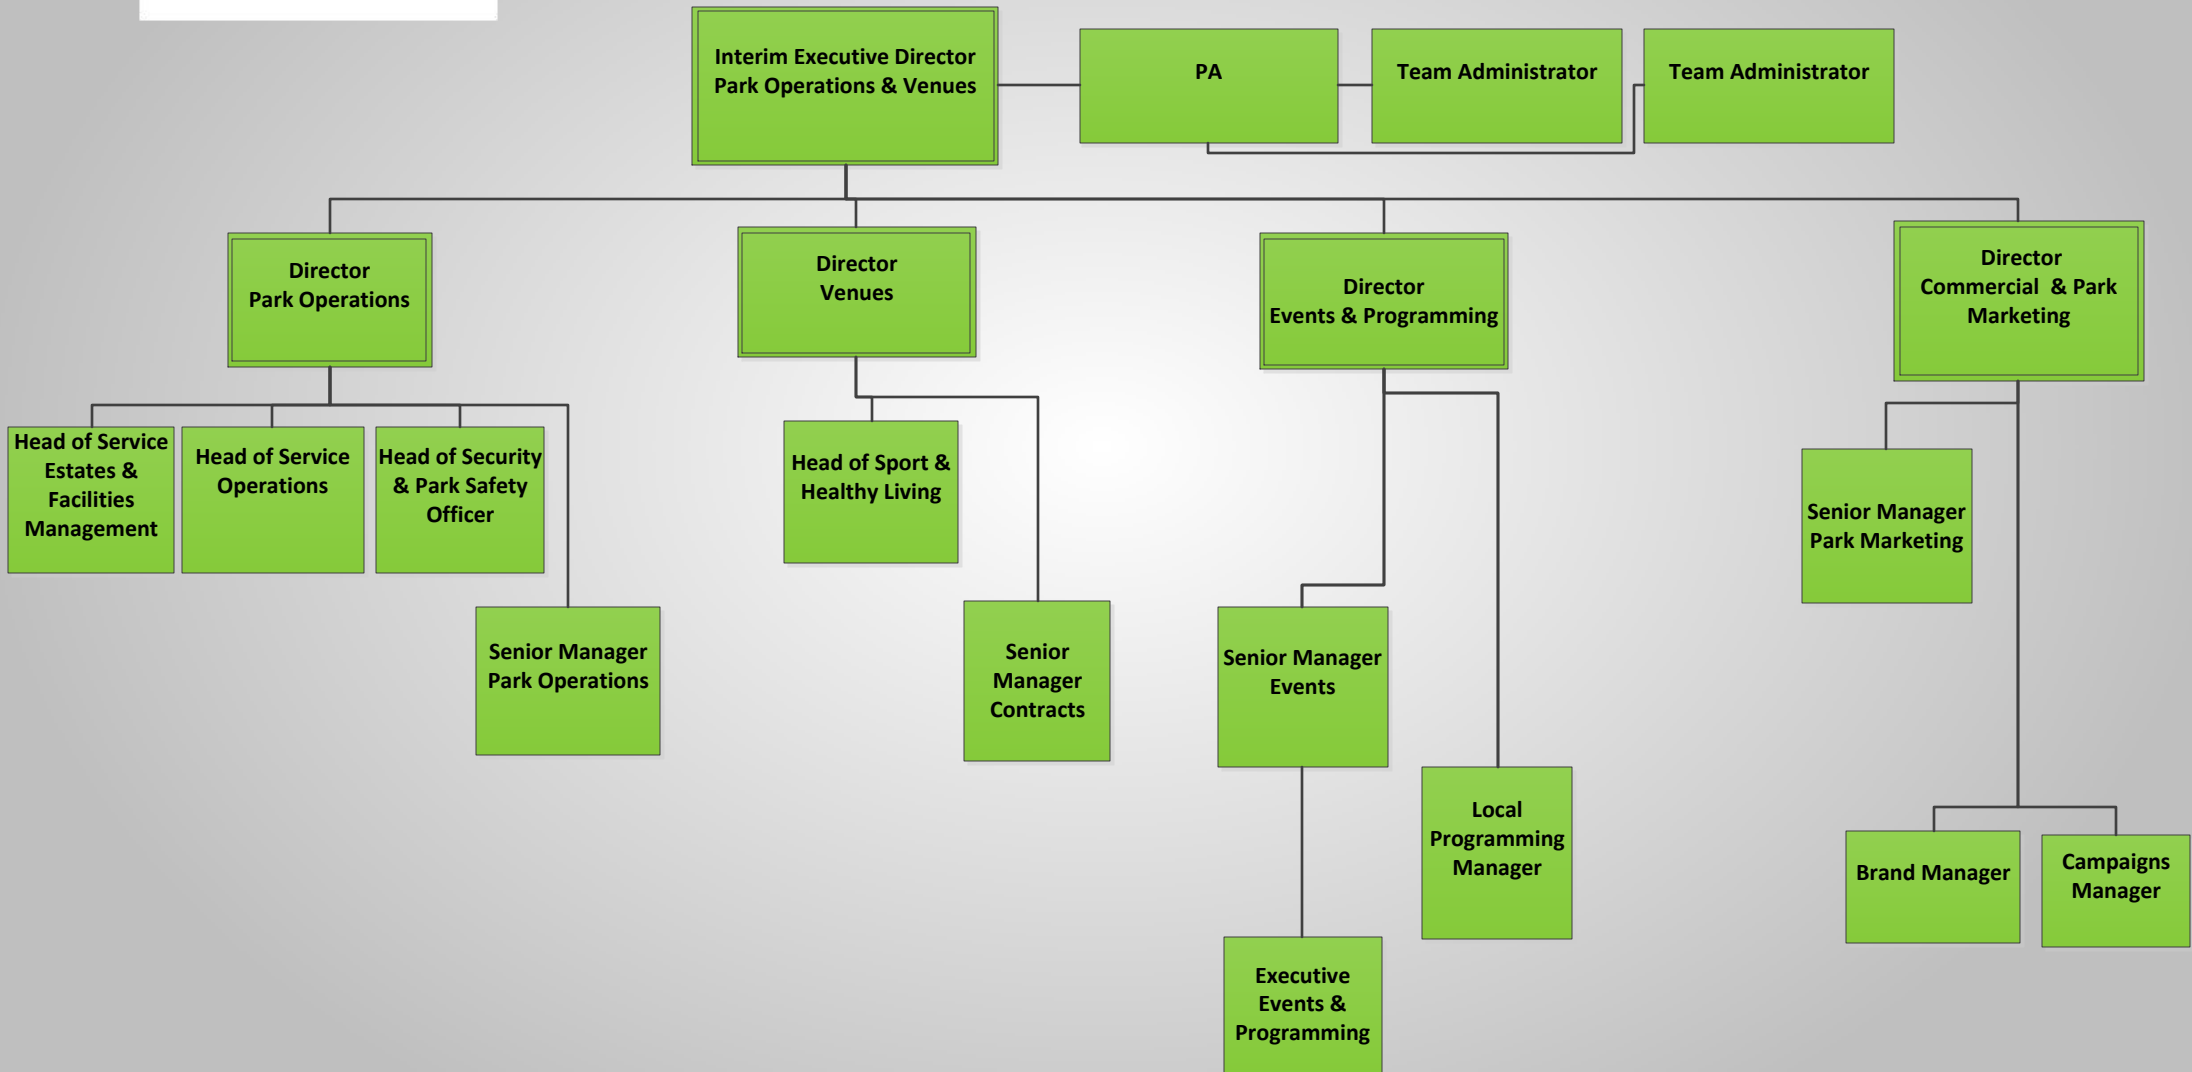 Interim Executive Director
Park Operations & Venues
PA
Team Administrator
Team Administrator
Director
Park Operations
Director
Venues
Director
Events & Programming
Director
Commercial  & Park
Marketing
Head of Service
Estates &
Facilities
Management
Head of Service
Operations
Head of Security
& Park Safety
Officer
Head of Sport &
Healthy Living
Senior Manager
Park Marketing
Senior Manager
Park Operations
Senior
Manager
Contracts
Senior Manager
Events
Local
Programming
Manager
Brand Manager
Campaigns
Manager
Executive
Events &
Programming